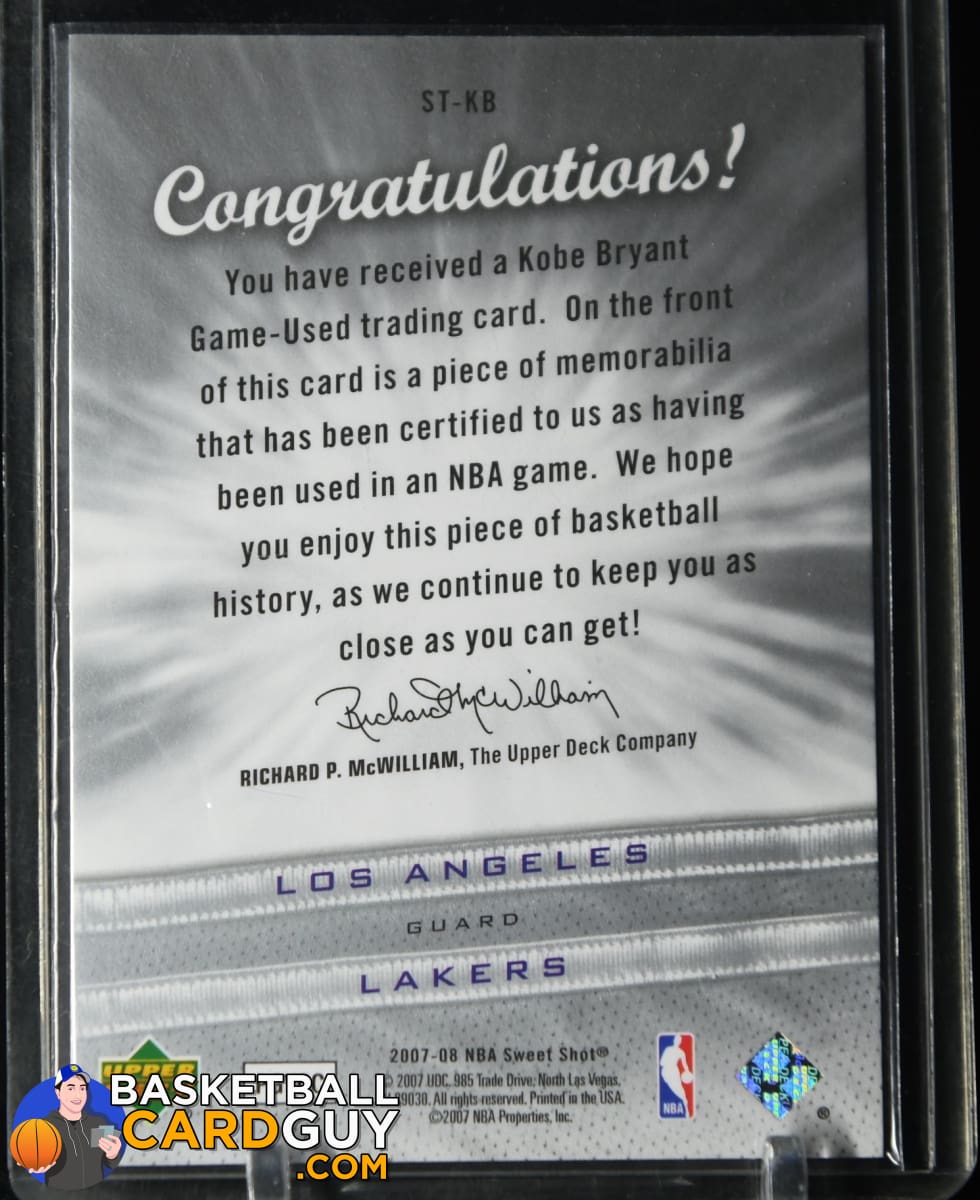 ST-KB
Congratulations!
You have received a Kobe Bryant
Game-Used trading card. On the front
of this card is a piece of memorabilia
that has been certified to us as having
been used in an NBA game. We hope
you enjoy this piece of basketball
history, as we continue to keep you as
close as you can get!
Richard P. McWilliam
RICHARD P. McWILLIAM, The Upper Deck Company
LOS ANGELES
GUARD
LAKERS
2007-08 NBA Sweet Shot®
2007 UDC, 985 Trade Drive, North Las Vegas,
89030. All rights reserved. Printed in the USA.
©2007 NBA Properties, Inc.
UPPER
NBA
®
BASKETBALL
CARDGUY
.COM